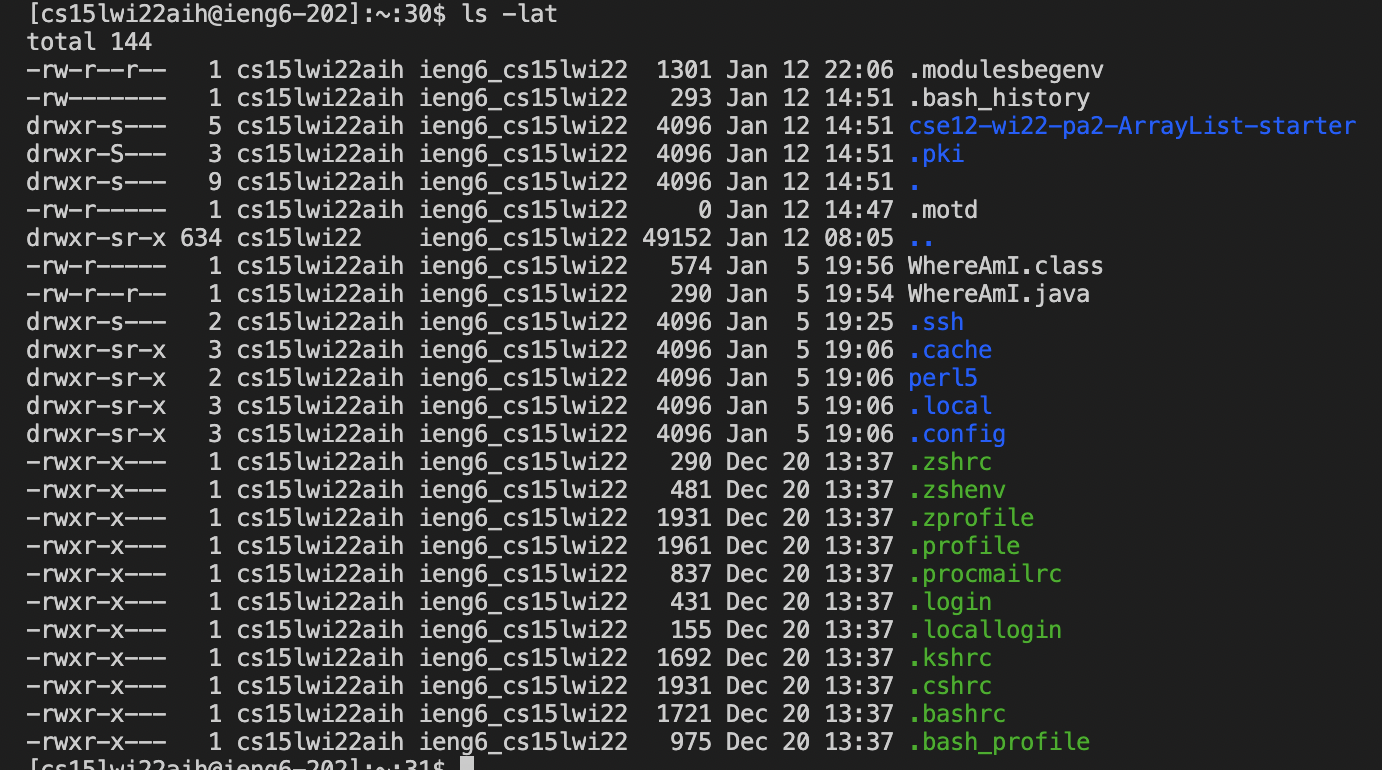 [cs15lwi22aih@ieng6-202]:~:30$ ls -lat
total 144
-rw-r--r--   1 cs15lwi22aih ieng6_cs15lwi22  1301 Jan 12 22:06 .modulesbegenv
-rw-------   1 cs15lwi22aih ieng6_cs15lwi22   293 Jan 12 14:51 .bash_history
drwxr-s---   5 cs15lwi22aih ieng6_cs15lwi22  4096 Jan 12 14:51 cse12-wi22-pa2-ArrayList-starter
drwxr-S---   3 cs15lwi22aih ieng6_cs15lwi22  4096 Jan 12 14:51 .pki
drwxr-s---   9 cs15lwi22aih ieng6_cs15lwi22  4096 Jan 12 14:51 .
-rw-r-----   1 cs15lwi22aih ieng6_cs15lwi22     0 Jan 12 14:47 .motd
drwxr-sr-x 634 cs15lwi22    ieng6_cs15lwi22 49152 Jan 12 08:05 ..
-rw-r-----   1 cs15lwi22aih ieng6_cs15lwi22   574 Jan  5 19:56 WhereAmI.class
-rw-r--r--   1 cs15lwi22aih ieng6_cs15lwi22   290 Jan  5 19:54 WhereAmI.java
drwxr-s---   2 cs15lwi22aih ieng6_cs15lwi22  4096 Jan  5 19:25 .ssh
drwxr-sr-x   3 cs15lwi22aih ieng6_cs15lwi22  4096 Jan  5 19:06 .cache
drwxr-sr-x   2 cs15lwi22aih ieng6_cs15lwi22  4096 Jan  5 19:06 perl5
drwxr-sr-x   3 cs15lwi22aih ieng6_cs15lwi22  4096 Jan  5 19:06 .local
drwxr-sr-x   3 cs15lwi22aih ieng6_cs15lwi22  4096 Jan  5 19:06 .config
-rwxr-x---   1 cs15lwi22aih ieng6_cs15lwi22   290 Dec 20 13:37 .zshrc
-rwxr-x---   1 cs15lwi22aih ieng6_cs15lwi22   481 Dec 20 13:37 .zshenv
-rwxr-x---   1 cs15lwi22aih ieng6_cs15lwi22  1931 Dec 20 13:37 .zprofile
-rwxr-x---   1 cs15lwi22aih ieng6_cs15lwi22  1961 Dec 20 13:37 .profile
-rwxr-x---   1 cs15lwi22aih ieng6_cs15lwi22   837 Dec 20 13:37 .procmailrc
-rwxr-x---   1 cs15lwi22aih ieng6_cs15lwi22   431 Dec 20 13:37 .login
-rwxr-x---   1 cs15lwi22aih ieng6_cs15lwi22   155 Dec 20 13:37 .locallogin
-rwxr-x---   1 cs15lwi22aih ieng6_cs15lwi22  1692 Dec 20 13:37 .kshrc
-rwxr-x---   1 cs15lwi22aih ieng6_cs15lwi22  1931 Dec 20 13:37 .cshrc
-rwxr-x---   1 cs15lwi22aih ieng6_cs15lwi22  1721 Dec 20 13:37 .bashrc
-rwxr-x---   1 cs15lwi22aih ieng6_cs15lwi22   975 Dec 20 13:37 .bash_profile
[cs15lwi22aih@ieng6-202]:~:31$